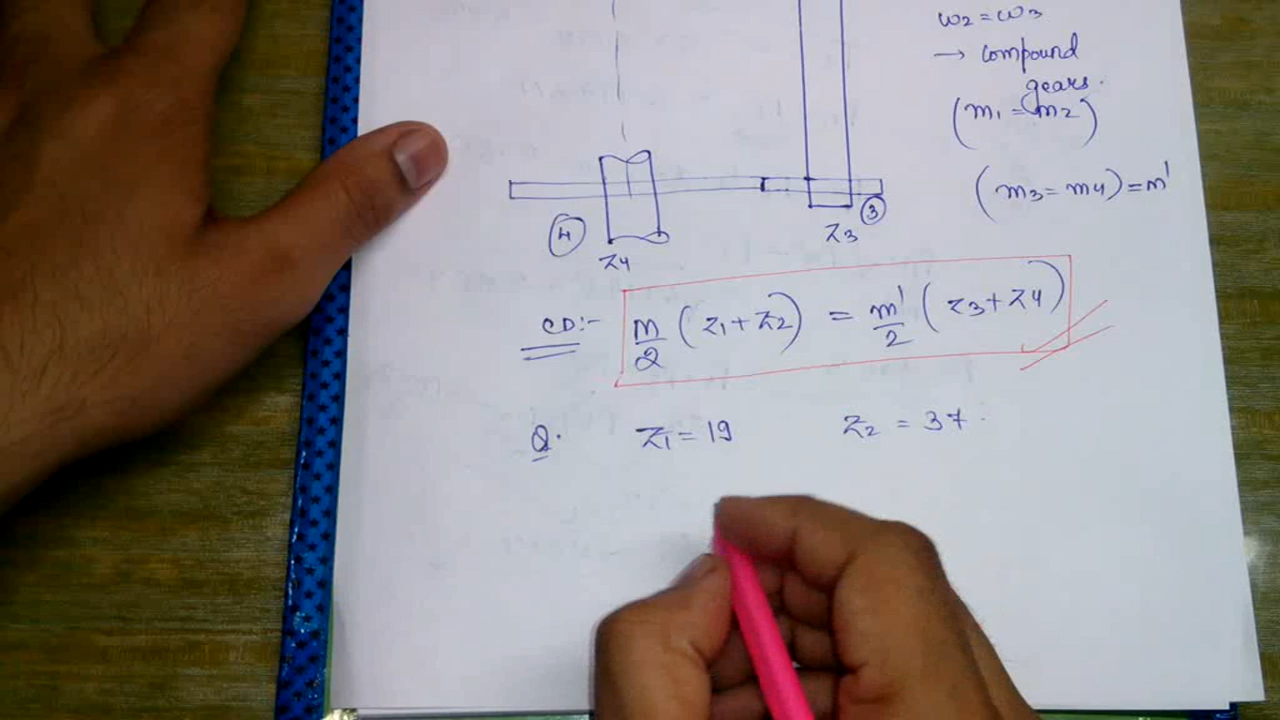 ω2 = ω3
→ compound
gears.
(m1 = m2)
(m3 = m4) = m'
4
3
Z3
Z4
CD:- m/2 (z1+z2) = m'/2 (z3+z4)
Q. Z1 = 19 Z2 = 37.